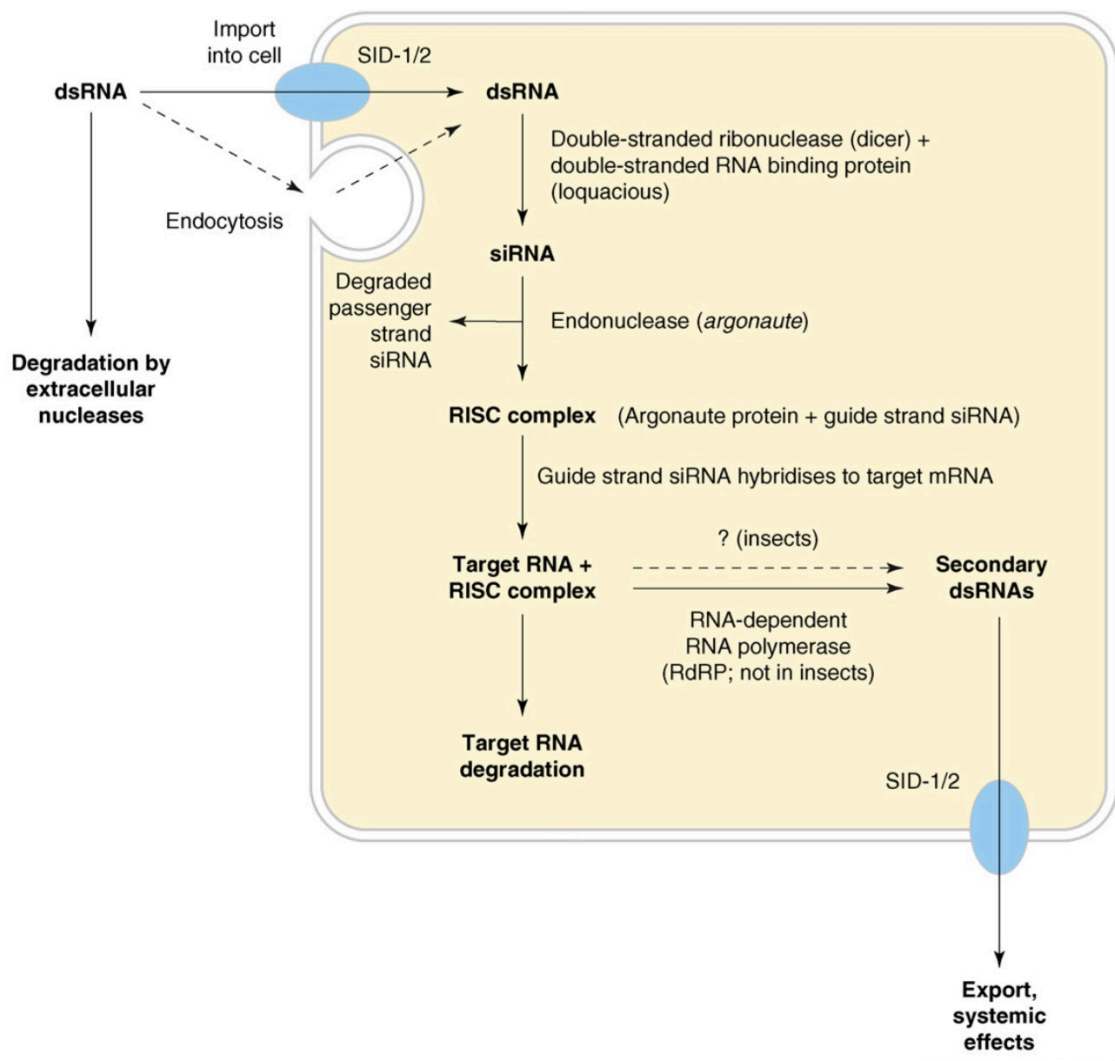 Import
into cell
SID-1/2
dsRNA
dsRNA
Double-stranded ribonuclease (dicer) +
double-stranded RNA binding protein
(loquacious)
Endocytosis
siRNA
Degraded
passenger
strand
siRNA
Endonuclease (argonaute)
Degradation by
extracellular
nucleases
RISC complex (Argonaute protein + guide strand siRNA)
Guide strand siRNA hybridises to target mRNA
? (insects)
Target RNA +
RISC complex
Secondary
dsRNAs
RNA-dependent
RNA polymerase
(RdRP; not in insects)
Target RNA
degradation
SID-1/2
Export,
systemic
effects